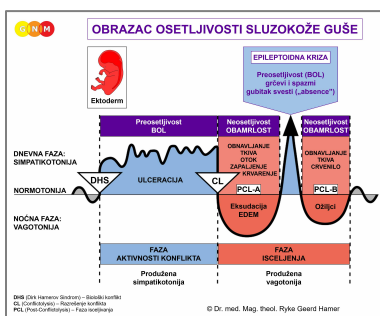 GNM
OBRAZAC OSETLJIVOSTI SLUZOKOŽE GUŠE
Ektoderm
EPILEPTOIDNA KRIZA
Preosetljivost (BOL)
grčevi i spazmi
gubitak svesti („absence")
Preosetljivost
BOL
Neosetljivost
OBAMRLOST
Neosetljivost
OBAMRLOST
DNEVNA FAZA:
SIMPATIKOTONIJA
OBNAVLJANJE
TKIVA
OTOK
ZAPALJENJE
KRVARENJE
OBNAVLJANJE
TKIVA
CRVENILO
DHS
ULCERACIJA
CL
PCL-A
PCL-B
NORMOTONIJA
NOĆNA FAZA:
VAGOTONIJA
Eksudacija
EDEM
Ožiljci
FAZA
AKTIVNOSTI KONFLIKTA
FAZA
ISCELJENJA
Produžena
simpatikotonija
Produžena
vagotonija
DHS (Dirk Hamerov Sindrom) – Biološki konflikt
CL (Conflictolysis) – Razrešenje konflikta
PCL (Post-Conflictolysis) – Faza isceljivanja
© Dr. med. Mag. theol. Ryke Geerd Hamer